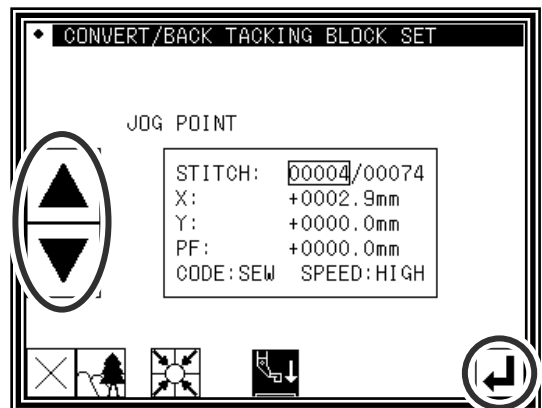 CONVERT/BACK TACKING BLOCK SET
JOG POINT
STITCH: 00004/00074
X: +0002.9mm
Y: +0000.0mm
PF: +0000.0mm
CODE:SEW SPEED:HIGH